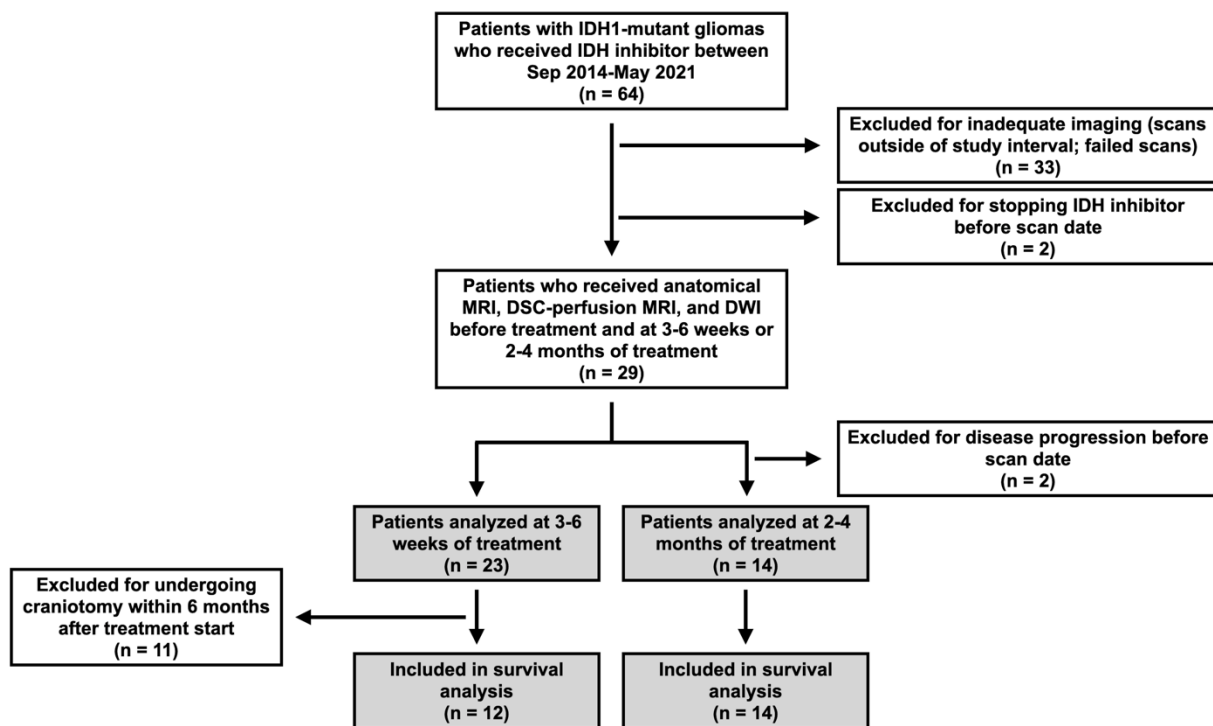 Patients with IDH1-mutant gliomas
who received IDH inhibitor between
Sep 2014-May 2021
(n = 64)
Excluded for inadequate imaging (scans
outside of study interval; failed scans)
(n = 33)
Excluded for stopping IDH inhibitor
before scan date
(n = 2)
Patients who received anatomical
MRI, DSC-perfusion MRI, and DWI
before treatment and at 3-6 weeks or
2-4 months of treatment
(n = 29)
Excluded for disease progression before
scan date
(n = 2)
Patients analyzed at 3-6
weeks of treatment
(n = 23)
Patients analyzed at 2-4
months of treatment
(n = 14)
Excluded for undergoing
craniotomy within 6 months
after treatment start
(n = 11)
Included in survival
analysis
(n = 12)
Included in survival
analysis
(n = 14)